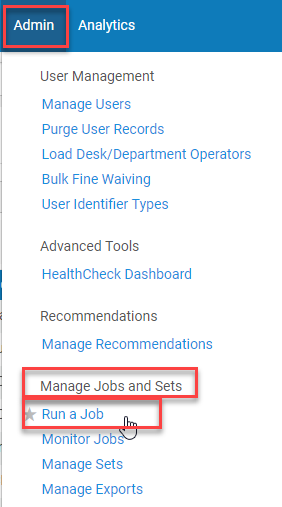 Admin Analytics
User Management
Manage Users
Purge User Records
Load Desk/Department Operators
Bulk Fine Waiving
User Identifier Types
Advanced Tools
HealthCheck Dashboard
Recommendations
Manage Recommendations
Manage Jobs and Sets
Run a Job
Monitor Jobs
Manage Sets
Manage Exports